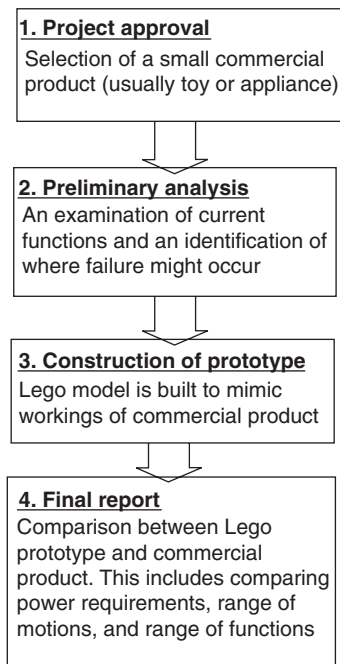 1. Project approval
Selection of a small commercial
product (usually toy or appliance)
2. Preliminary analysis
An examination of current
functions and an identification of
where failure might occur
3. Construction of prototype
Lego model is built to mimic
workings of commercial product
4. Final report
Comparison between Lego
prototype and commercial
product. This includes comparing
power requirements, range of
motions, and range of functions